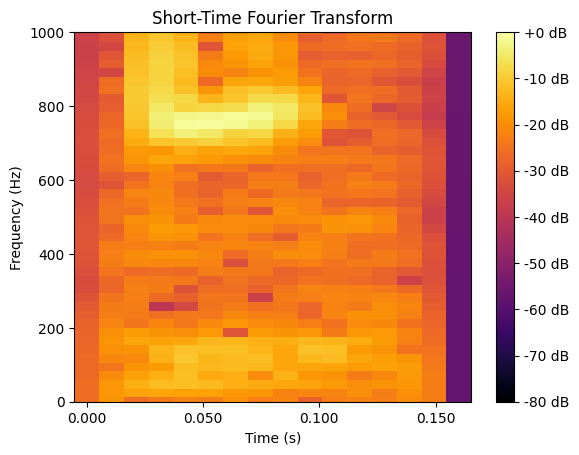 Short-Time Fourier Transform
Frequency (Hz)
1000
800
600
400
200
0
0.000
0.050
0.100
0.150
Time (s)
+0 dB
-10 dB
-20 dB
-30 dB
-40 dB
-50 dB
-60 dB
-70 dB
-80 dB